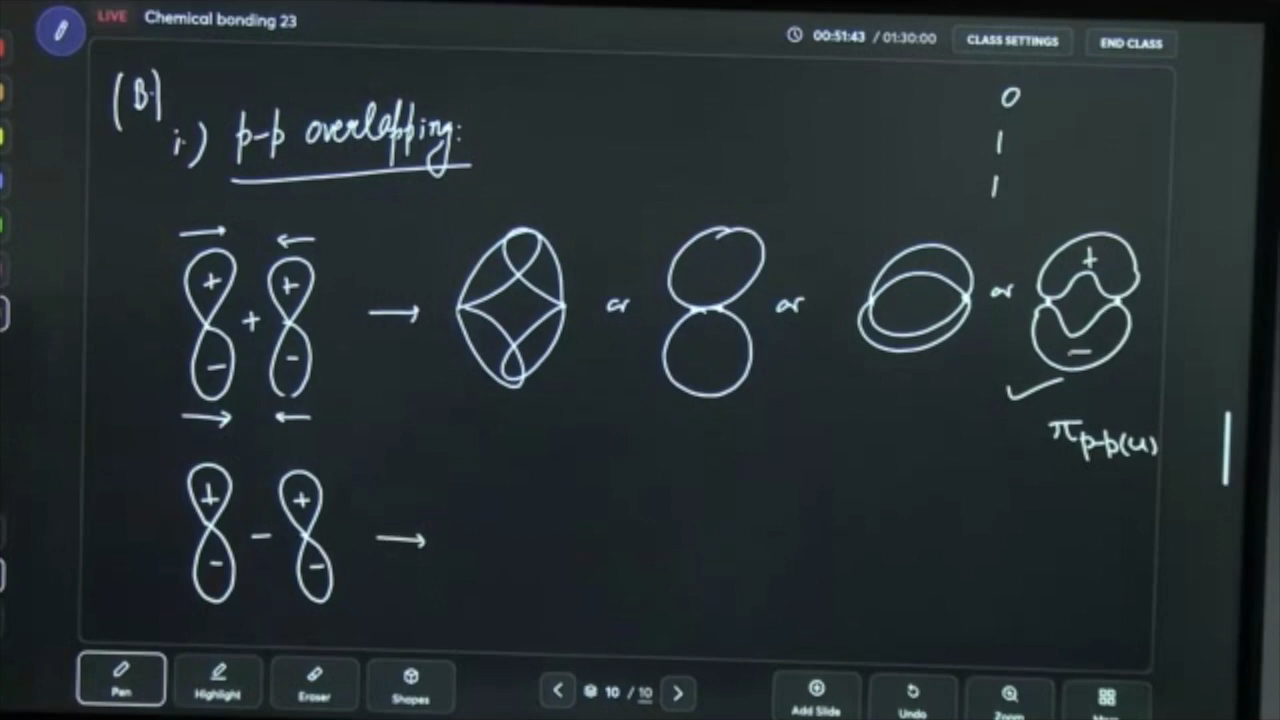 LIVE Chemical bonding 23
00:51:43 / 01:30:00 CLASS SETTINGS END CLASS
(B.)
i.) p-p overlapping:
0
1
1
+ + + → or or or +
- - -
π p-p(u)
+ - + →
- -
Pen Highlight Eraser Shapes 10 / 10 Add Slide Undo Zoom